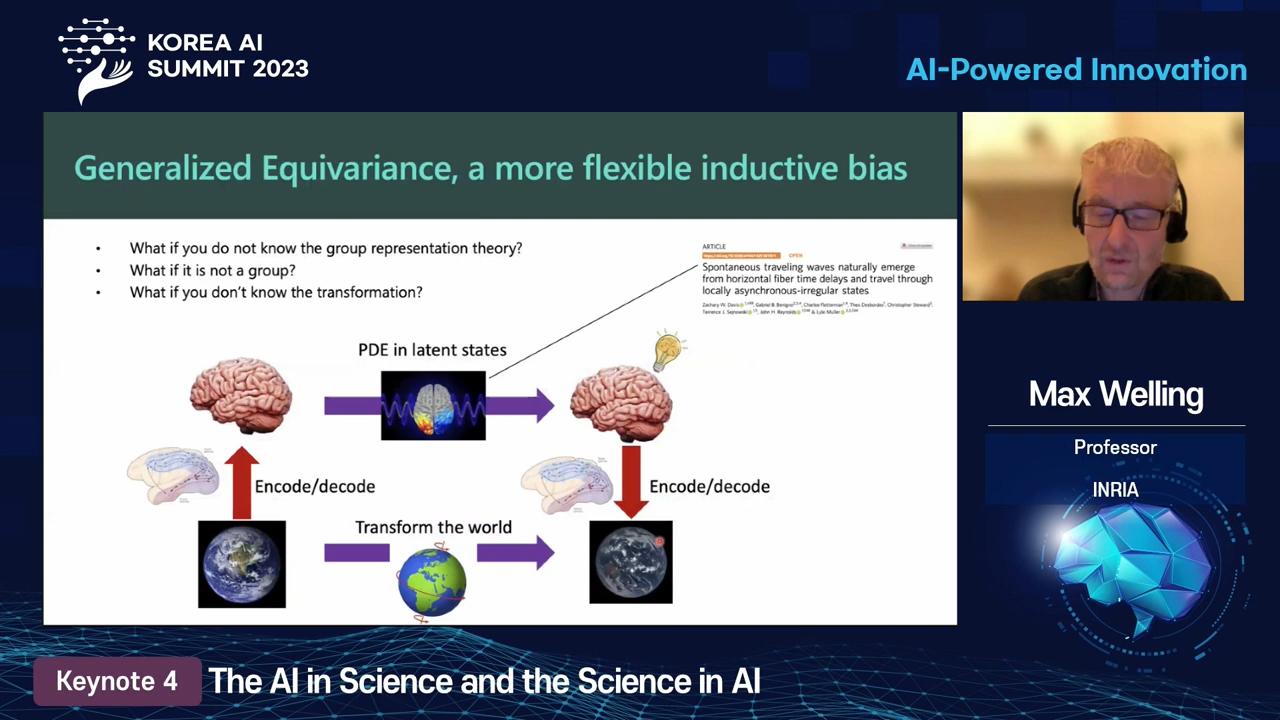 KOREA AI
SUMMIT 2023
AI-Powered Innovation
Generalized Equivariance, a more flexible inductive bias
• What if you do not know the group representation theory?
• What if it is not a group?
• What if you don't know the transformation?
ARTICLE
OPEN
Spontaneous traveling waves naturally emerge
from horizontal fiber time delays and travel through
locally asynchronous-irregular states
PDE in latent states
Encode/decode
Encode/decode
Transform the world
Max Welling
Professor
INRIA
Keynote 4
The AI in Science and the Science in AI